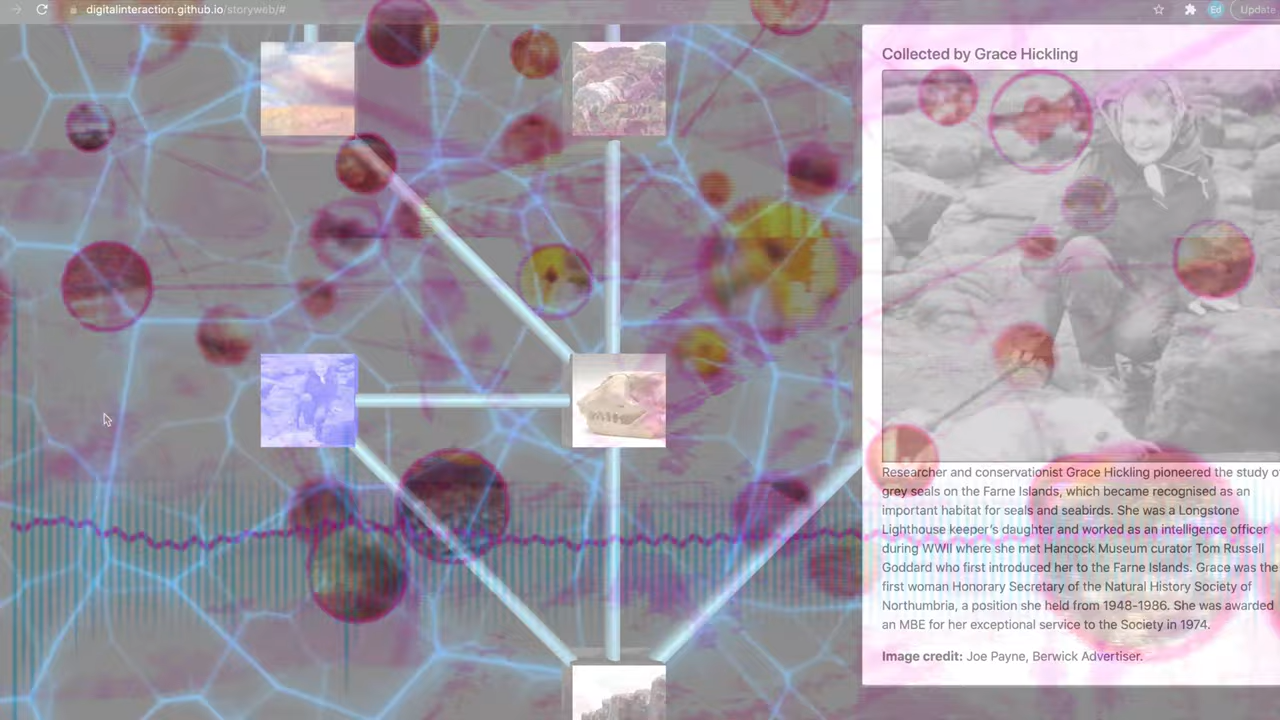 digitalinteraction.github.io/storyweb/#
Ed
Update
Collected by Grace Hickling
Researcher and conservationist Grace Hickling pioneered the study o
grey seals on the Farne Islands, which became recognised as an
important habitat for seals and seabirds. She was a Longstone
Lighthouse keeper's daughter and worked as an intelligence officer
during WWII where she met Hancock Museum curator Tom Russell
Goddard who first introduced her to the Farne Islands. Grace was the
first woman Honorary Secretary of the Natural History Society of
Northumbria, a position she held from 1948-1986. She was awarded
an MBE for her exceptional service to the Society in 1974.
Image credit: Joe Payne, Berwick Advertiser.